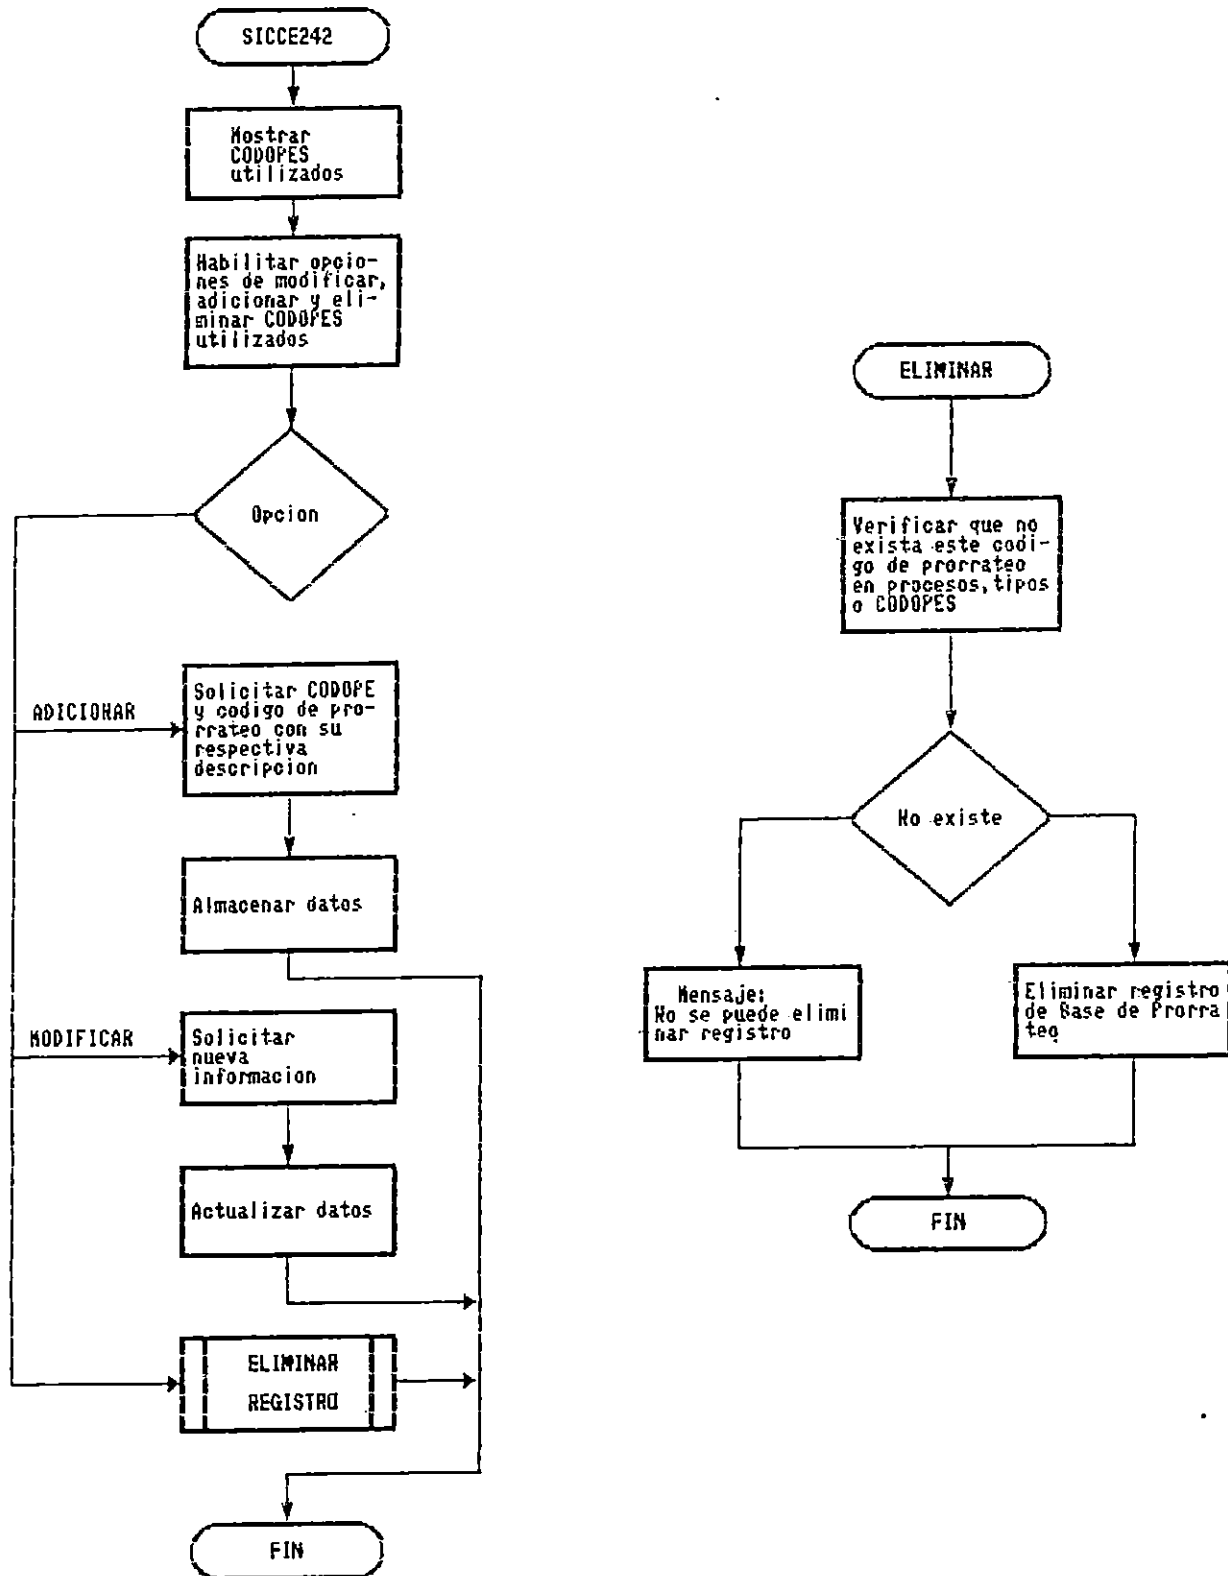 SICCE242
Mostrar
CODOPES
utilizados
Habilitar opcio-
nes de modificar,
adicionar y eli-
minar CODOPES
utilizados
Opcion
ADICIONAR
Solicitar CODOPE
y codigo de pro-
rrateo con su
respectiva
descripcion
Almacenar datos
MODIFICAR
Solicitar
nueva
informacion
Actualizar datos
ELIMINAR
REGISTRO
FIN
ELIMINAR
Verificar que no
exista este codi-
go de prorrateo
en procesos, tipos
o CODOPES
No existe
Mensaje:
No se puede elimi
nar registro
Eliminar registro
de Base de Prorra
teo
FIN